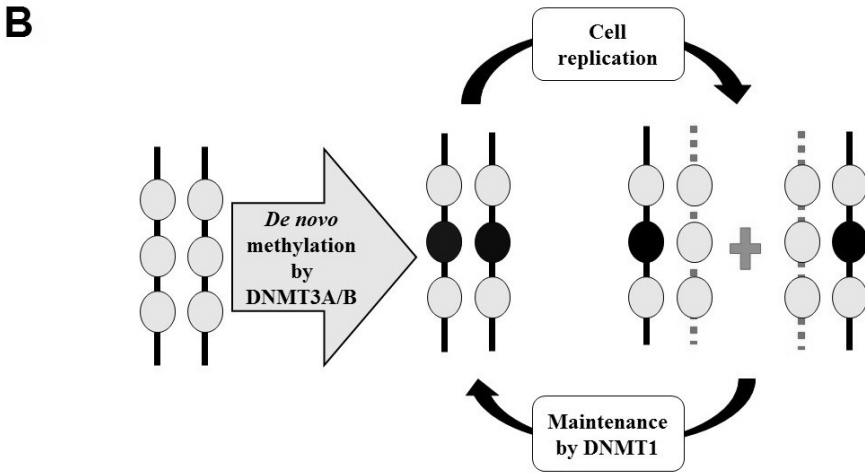 B
Cell
replication
De novo
methylation
by
DNMT3A/B
Maintenance
by DNMT1